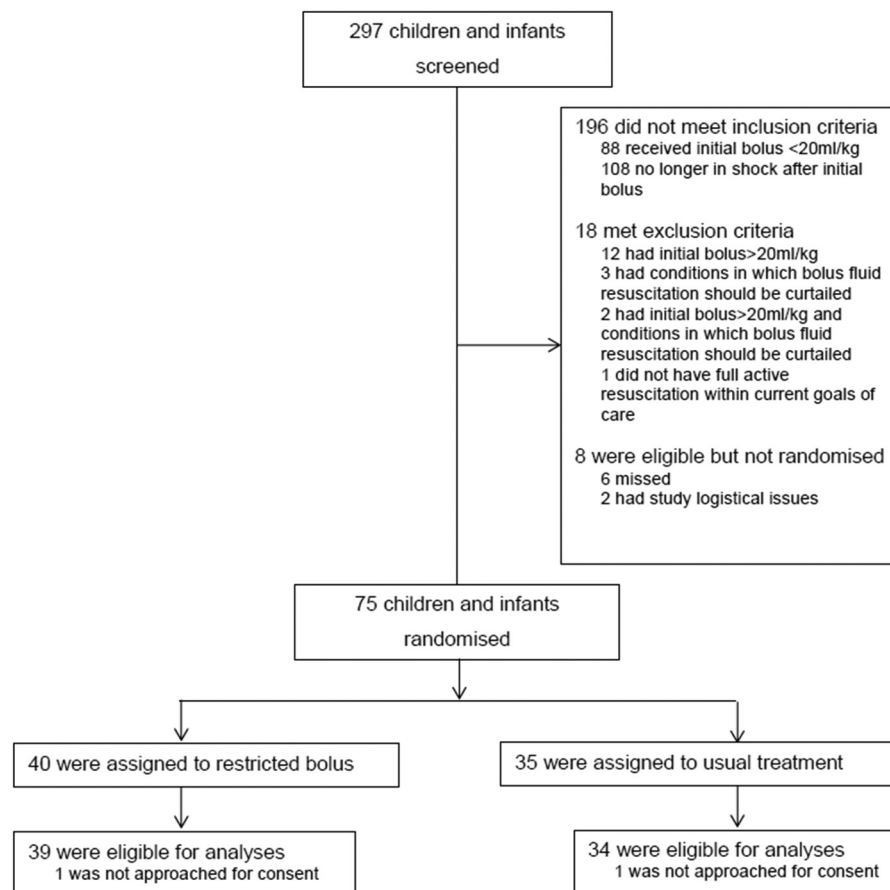 297 children and infants
screened
196 did not meet inclusion criteria
88 received initial bolus <20ml/kg
108 no longer in shock after initial
bolus
18 met exclusion criteria
12 had initial bolus>20ml/kg
3 had conditions in which bolus fluid
resuscitation should be curtailed
2 had initial bolus>20ml/kg and
conditions in which bolus fluid
resuscitation should be curtailed
1 did not have full active
resuscitation within current goals of
care
8 were eligible but not randomised
6 missed
2 had study logistical issues
75 children and infants
randomised
40 were assigned to restricted bolus
35 were assigned to usual treatment
39 were eligible for analyses
1 was not approached for consent
34 were eligible for analyses
1 was not approached for consent